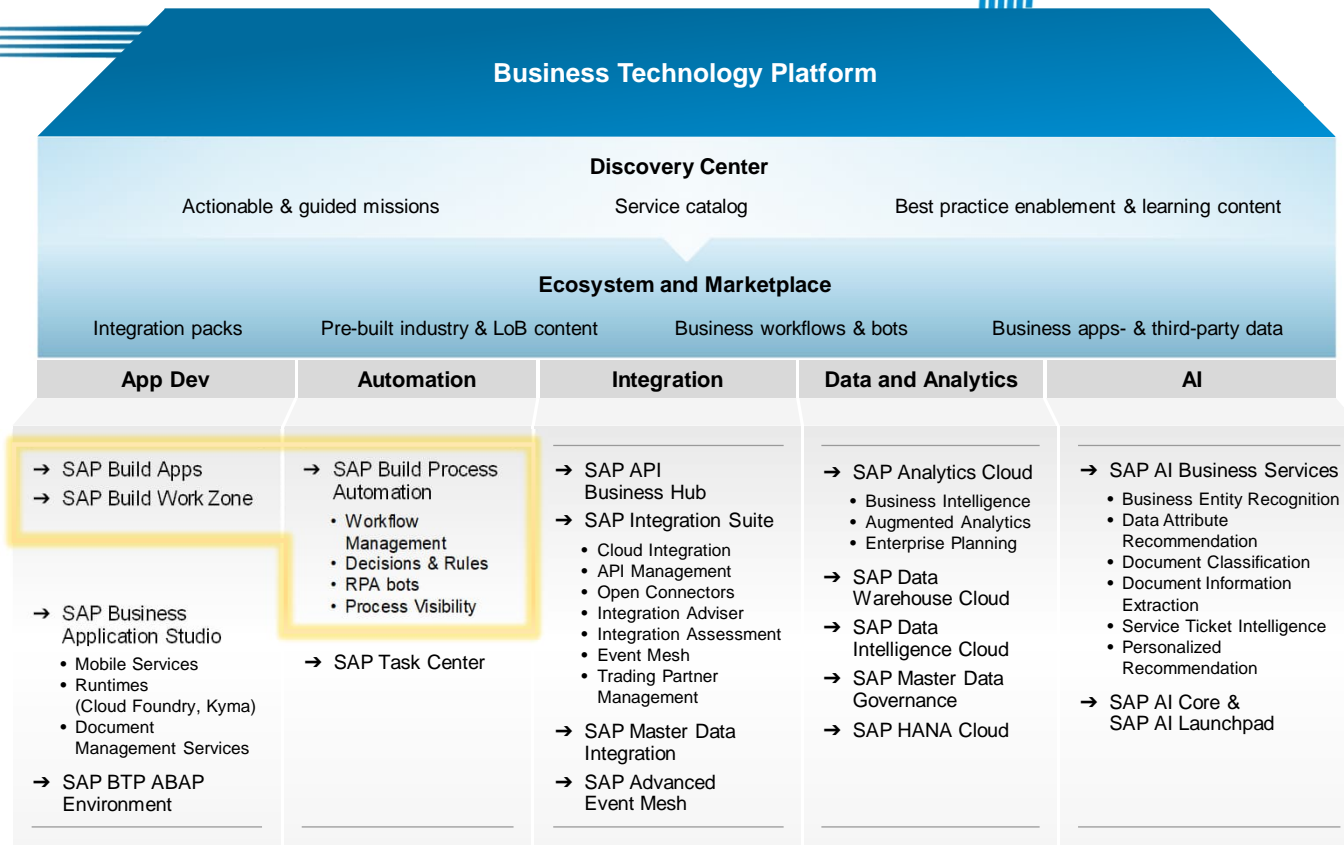 Business Technology Platform
Discovery Center
Actionable & guided missions
Service catalog
Best practice enablement & learning content
Ecosystem and Marketplace
Integration packs
Pre-built industry & LoB content
Business workflows & bots
Business apps- & third-party data
App Dev
➔ SAP Build Apps
➔ SAP Build Work Zone
➔ SAP Business
Application Studio
• Mobile Services
• Runtimes
(Cloud Foundry, Kyma)
• Document
Management Services
➔ SAP BTP ABAP
Environment
Automation
➔ SAP Build Process
Automation
• Workflow
Management
• Decisions & Rules
• RPA bots
• Process Visibility
➔ SAP Task Center
Integration
➔ SAP API
Business Hub
➔ SAP Integration Suite
• Cloud Integration
• API Management
• Open Connectors
• Integration Adviser
• Integration Assessment
• Event Mesh
• Trading Partner
Management
➔ SAP Master Data
Integration
➔ SAP Advanced
Event Mesh
Data and Analytics
➔ SAP Analytics Cloud
• Business Intelligence
• Augmented Analytics
• Enterprise Planning
➔ SAP Data
Warehouse Cloud
➔ SAP Data
Intelligence Cloud
➔ SAP Master Data
Governance
➔ SAP HANA Cloud
AI
➔ SAP AI Business Services
• Business Entity Recognition
• Data Attribute
Recommendation
• Document Classification
• Document Information
Extraction
• Service Ticket Intelligence
• Personalized
Recommendation
➔ SAP AI Core &
SAP AI Launchpad